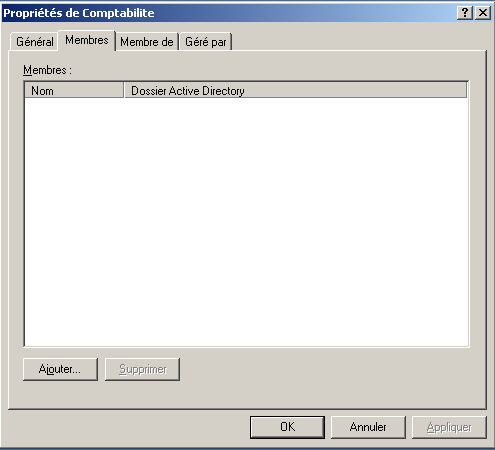 Propriétés de Comptabilite
Général Membres Membre de Géré par
Membres :
Nom Dossier Active Directory
Ajouter... Supprimer
OK Annuler Appliquer